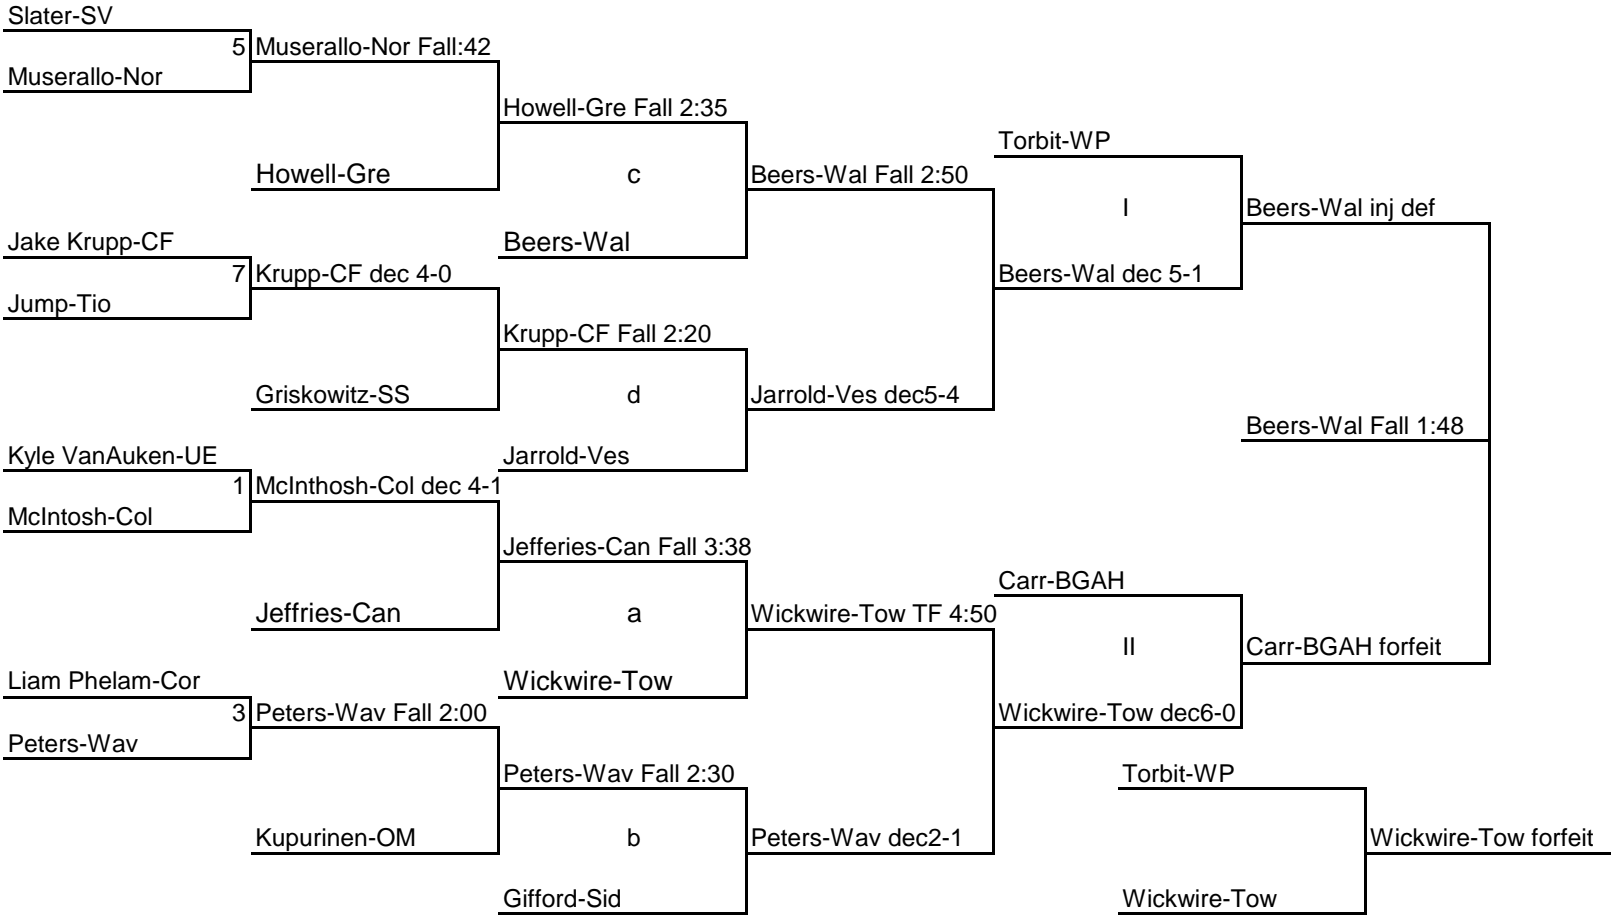 Slater-SV
5 Muserallo-Nor Fall:42
Muserallo-Nor
Howell-Gre Fall 2:35
Torbit-WP
Howell-Gre c Beers-Wal Fall 2:50
I Beers-Wal inj def
Jake Krupp-CF Beers-Wal
7 Krupp-CF dec 4-0 Beers-Wal dec 5-1
Jump-Tio
Krupp-CF Fall 2:20
Griskowitz-SS d Jarrold-Ves dec5-4
Beers-Wal Fall 1:48
Kyle VanAuken-UE Jarrold-Ves
1 McInthosh-Col dec 4-1
McIntosh-Col
Jefferies-Can Fall 3:38
Carr-BGAH
Jeffries-Can a Wickwire-Tow TF 4:50
II Carr-BGAH forfeit
Liam Phelam-Cor Wickwire-Tow
3 Peters-Wav Fall 2:00 Wickwire-Tow dec6-0
Peters-Wav
Peters-Wav Fall 2:30 Torbit-WP
Kupurinen-OM b Peters-Wav dec2-1 Wickwire-Tow forfeit
Gifford-Sid Wickwire-Tow